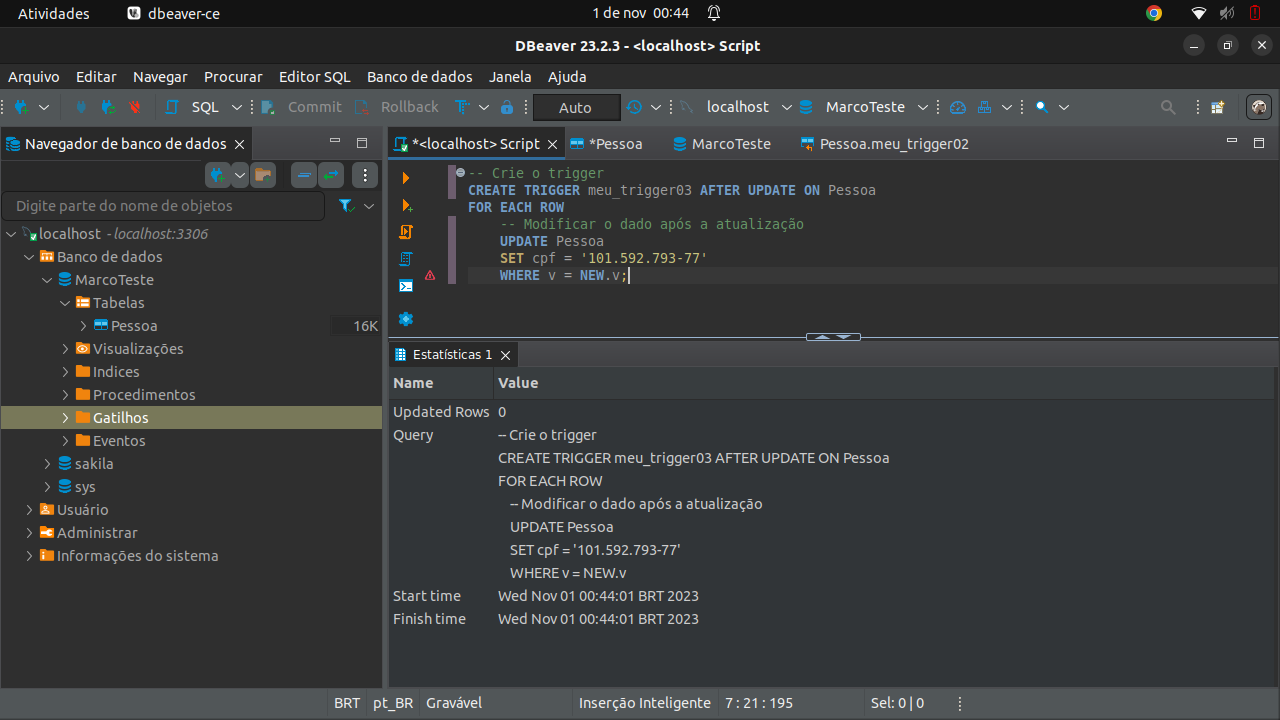 Atividades
dbeaver-ce
1 de nov 00:44
DBeaver 23.2.3 - <localhost> Script
Arquivo Editar Navegar Procurar Editor SQL Banco de dados Janela Ajuda
SQL Commit Rollback Auto localhost MarcoTeste
Navegador de banco de dados
*<localhost> Script *Pessoa MarcoTeste Pessoa.meu_trigger02
Digite parte do nome de objetos
localhost - localhost:3306
Banco de dados
MarcoTeste
Tabelas
Pessoa 16K
Visualizações
Indices
Procedimentos
Gatilhos
Eventos
sakila
sys
Usuário
Administrar
Informações do sistema
-- Crie o trigger
CREATE TRIGGER meu_trigger03 AFTER UPDATE ON Pessoa
FOR EACH ROW
-- Modificar o dado após a atualização
UPDATE Pessoa
SET cpf = '101.592.793-77'
WHERE v = NEW.v;
Estatísticas 1
Name Value
Updated Rows 0
Query -- Crie o trigger
CREATE TRIGGER meu_trigger03 AFTER UPDATE ON Pessoa
FOR EACH ROW
-- Modificar o dado após a atualização
UPDATE Pessoa
SET cpf = '101.592.793-77'
WHERE v = NEW.v
Start time Wed Nov 01 00:44:01 BRT 2023
Finish time Wed Nov 01 00:44:01 BRT 2023
BRT pt_BR Gravável Inserção Inteligente 7 : 21 : 195 Sel: 0 | 0